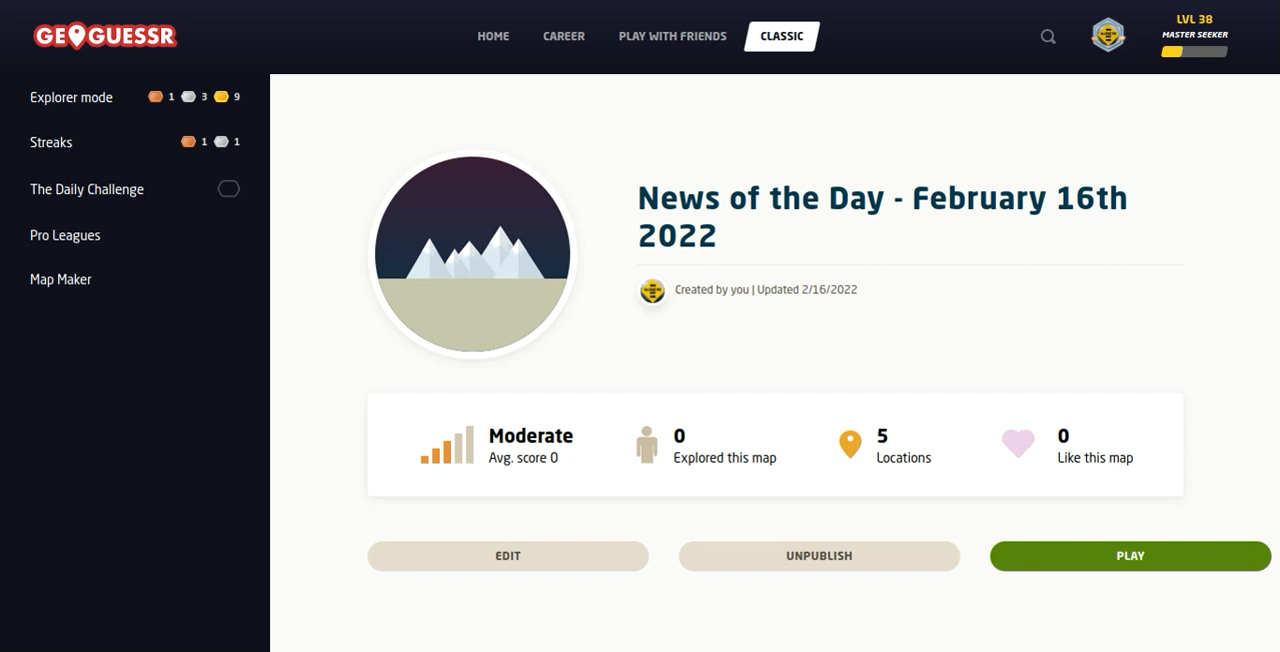 GEOGUESSR
HOME
CAREER
PLAY WITH FRIENDS
CLASSIC
LVL 38
MASTER SEEKER
Explorer mode 1 3 9
Streaks 1 1
The Daily Challenge
Pro Leagues
Map Maker
News of the Day - February 16th
2022
Created by you | Updated 2/16/2022
Moderate
Avg. score 0
0
Explored this map
5
Locations
0
Like this map
EDIT
UNPUBLISH
PLAY